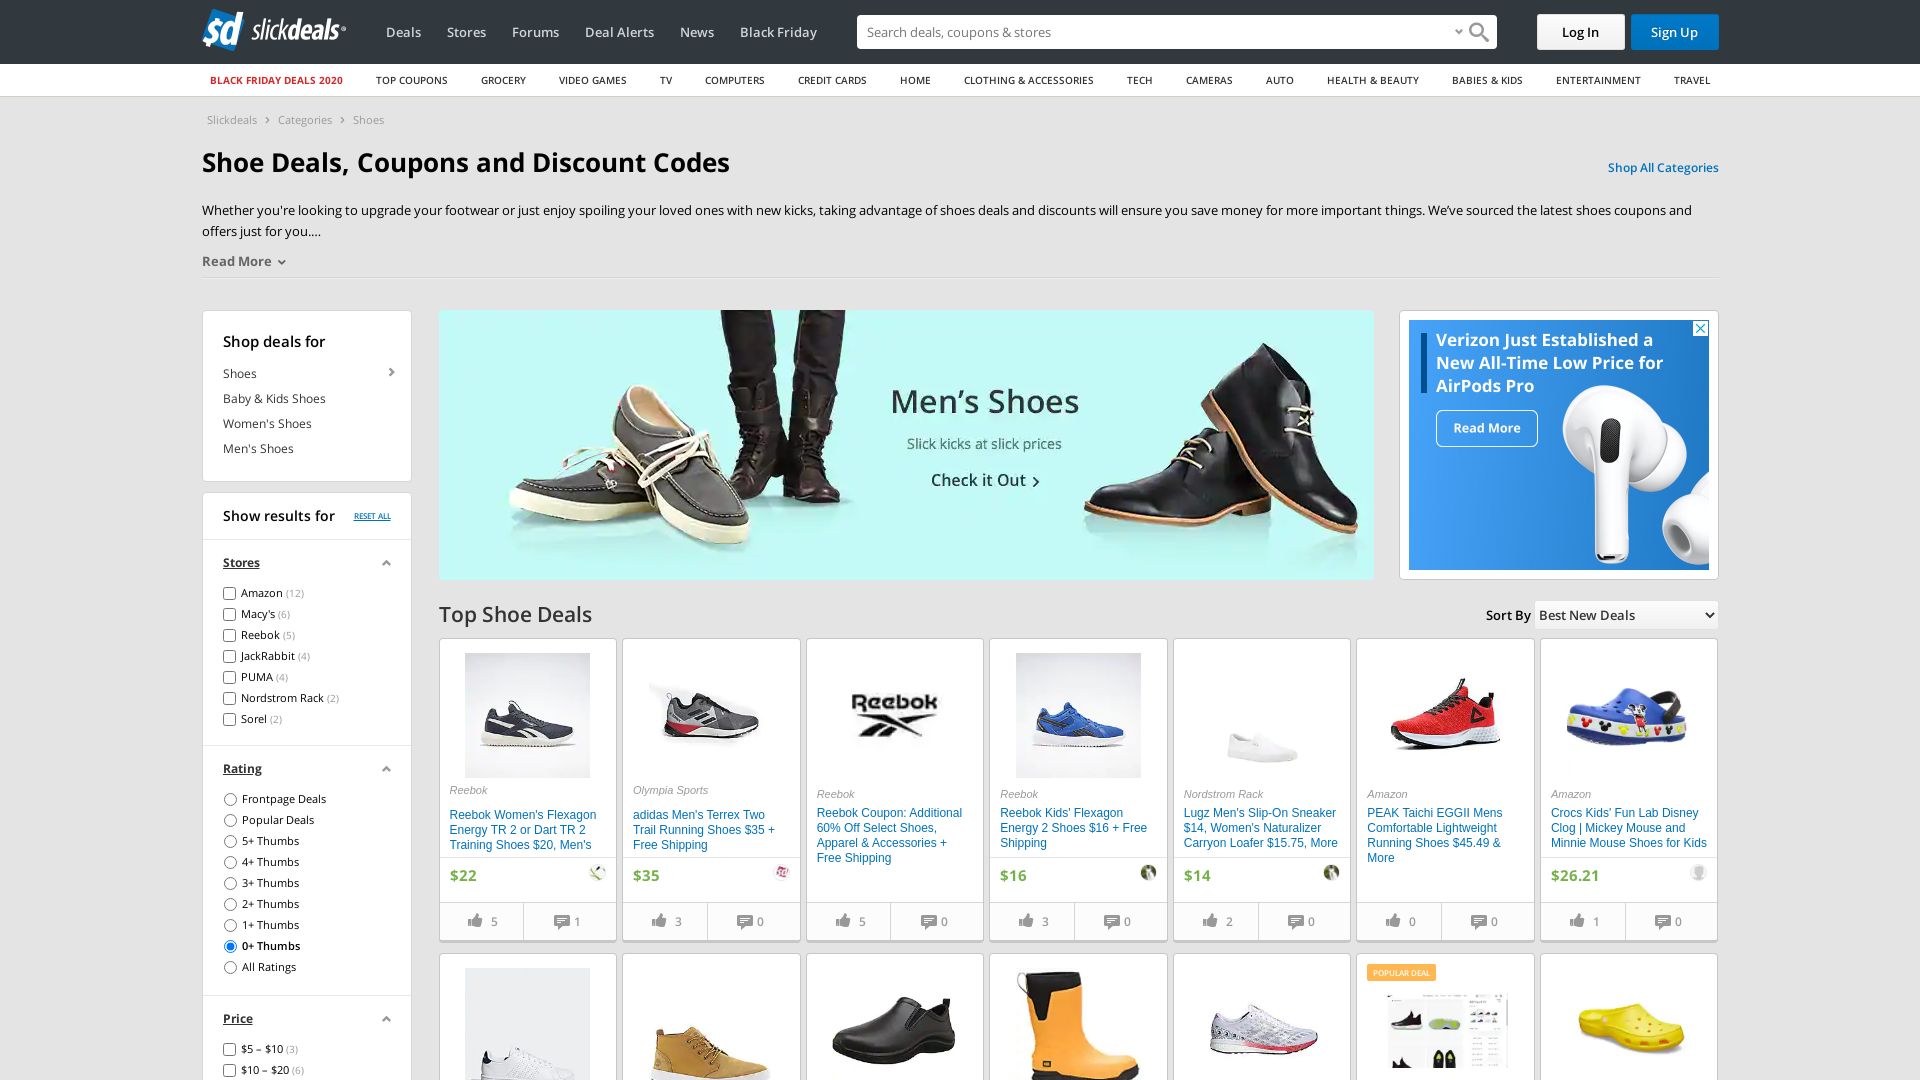 sd slickdeals
Deals
Stores
Forums
Deal Alerts
News
Black Friday
Search deals, coupons & stores
Log In
Sign Up
BLACK FRIDAY DEALS 2020
TOP COUPONS
GROCERY
VIDEO GAMES
TV
COMPUTERS
CREDIT CARDS
HOME
CLOTHING & ACCESSORIES
TECH
CAMERAS
AUTO
HEALTH & BEAUTY
BABIES & KIDS
ENTERTAINMENT
TRAVEL
Slickdeals > Categories > Shoes
Shoe Deals, Coupons and Discount Codes
Shop All Categories
Whether you're looking to upgrade your footwear or just enjoy spoiling your loved ones with new kicks, taking advantage of shoes deals and discounts will ensure you save money for more important things. We've sourced the latest shoes coupons and
offers just for you....
Read More
Shop deals for
Shoes
Baby & Kids Shoes
Women's Shoes
Men's Shoes
Show results for
RESET ALL
Stores
Amazon (12)
Macy's (6)
Reebok (5)
JackRabbit (4)
PUMA (4)
Nordstrom Rack (2)
Sorel (2)
Rating
Frontpage Deals
Popular Deals
5+ Thumbs
4+ Thumbs
3+ Thumbs
2+ Thumbs
1+ Thumbs
0+ Thumbs
All Ratings
Price
$5 – $10 (3)
$10 – $20 (6)
Men's Shoes
Slick kicks at slick prices
Check it Out >
Verizon Just Established a
New All-Time Low Price for
AirPods Pro
Read More
Top Shoe Deals
Sort By
Best New Deals
Reebok
Reebok Women's Flexagon
Energy TR 2 or Dart TR 2
Training Shoes $20, Men's
$22
5
1
Olympia Sports
adidas Men's Terrex Two
Trail Running Shoes $35 +
Free Shipping
$35
3
0
Reebok
Reebok
Reebok Coupon: Additional
60% Off Select Shoes,
Apparel & Accessories +
Free Shipping
5
0
Reebok
Reebok Kids' Flexagon
Energy 2 Shoes $16 + Free
Shipping
$16
3
0
Nordstrom Rack
Lugz Men's Slip-On Sneaker
$14, Women's Naturalizer
Carryon Loafer $15.75, More
$14
2
0
Amazon
PEAK Taichi EGGII Mens
Comfortable Lightweight
Running Shoes $45.49 &
More
0
0
Amazon
Crocs Kids' Fun Lab Disney
Clog | Mickey Mouse and
Minnie Mouse Shoes for Kids
$26.21
1
0
POPULAR DEAL